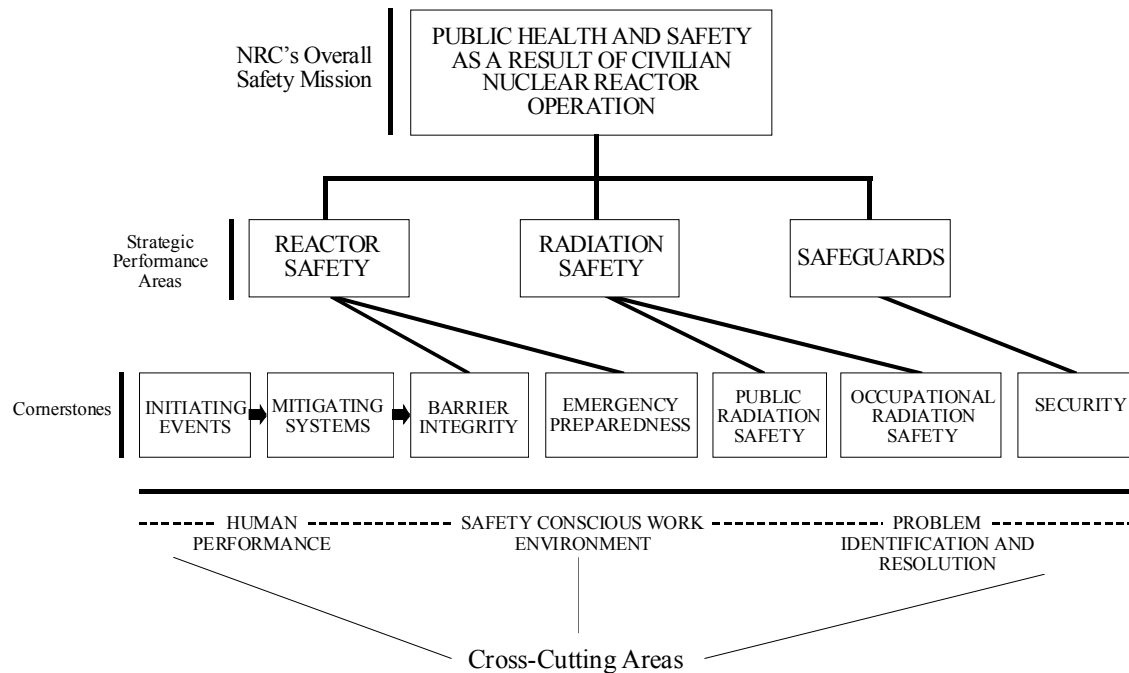 NRC's Overall
Safety Mission
PUBLIC HEALTH AND SAFETY
AS A RESULT OF CIVILIAN
NUCLEAR REACTOR
OPERATION
Strategic
Performance
Areas
REACTOR
SAFETY
RADIATION
SAFETY
SAFEGUARDS
Cornerstones
INITIATING
EVENTS
MITIGATING
SYSTEMS
BARRIER
INTEGRITY
EMERGENCY
PREPAREDNESS
PUBLIC
RADIATION
SAFETY
OCCUPATIONAL
RADIATION
SAFETY
SECURITY
HUMAN
PERFORMANCE
SAFETY CONSCIOUS WORK
ENVIRONMENT
PROBLEM
IDENTIFICATION AND
RESOLUTION
Cross-Cutting Areas